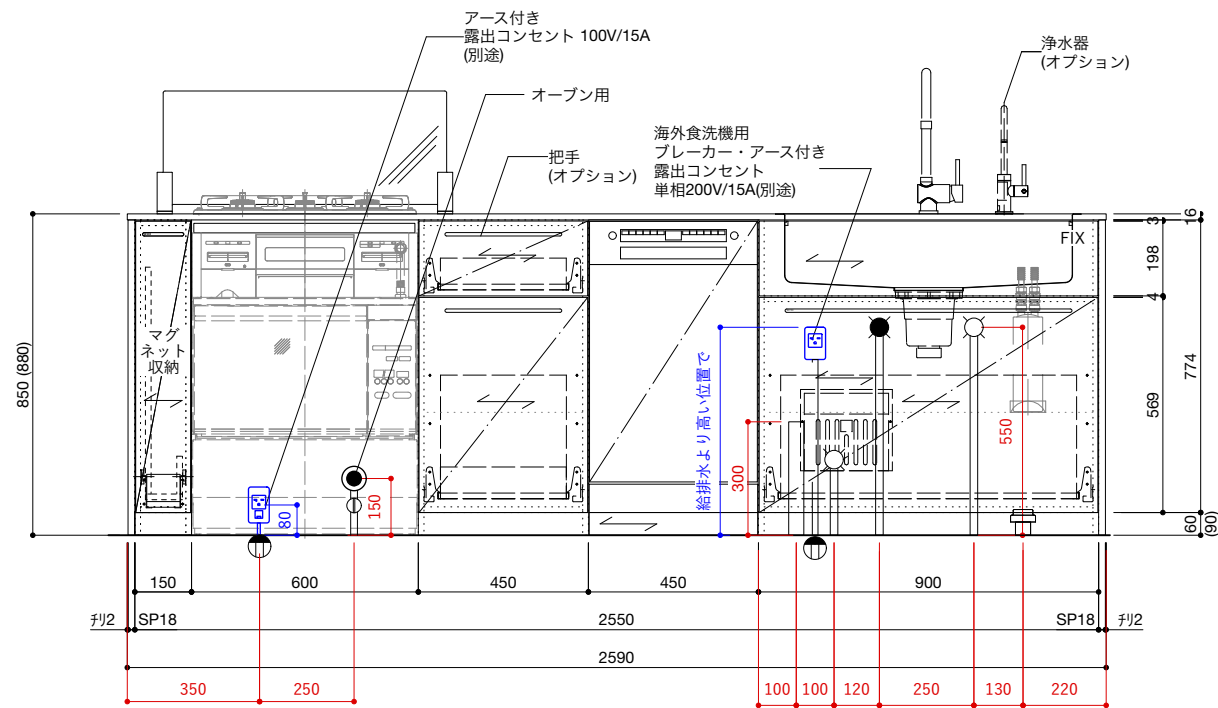 アース付き
露出コンセント 100V/15A
(別途)
オーブン用
把手
(オプション)
海外食洗機用
ブレーカー・アース付き
露出コンセント
単相200V/15A(別途)
浄水器
(オプション)
FIX
マグ
ネット
収納
850 (880)
16
3
198
4
774
569
60
(90)
給排水より高い位置で
300
550
80
150
150
600
450
450
900
ﾁﾘ2
SP18
2550
SP18
ﾁﾘ2
2590
350
250
100
100
120
250
130
220